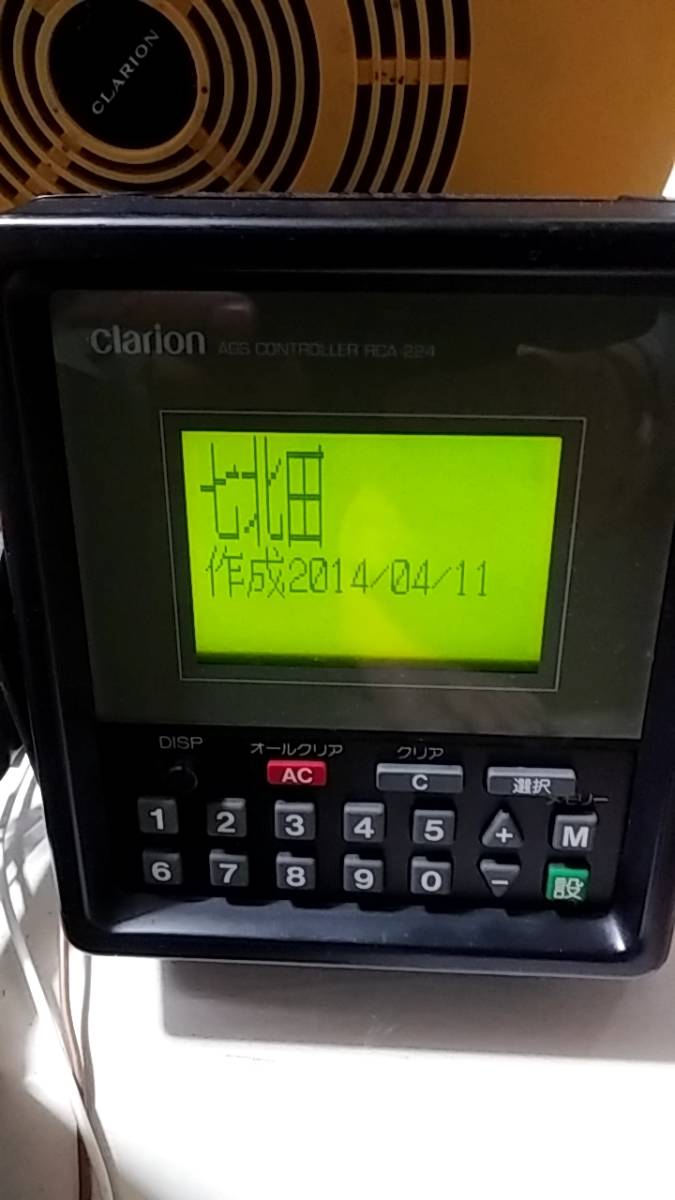 CLARION
clarion AGS CONTROLLER RCA-224
七北田
作成2014/04/11
DISP オールクリア クリア
AC C 選択 メモリー
1 2 3 4 5 + M
6 7 8 9 0 - 設